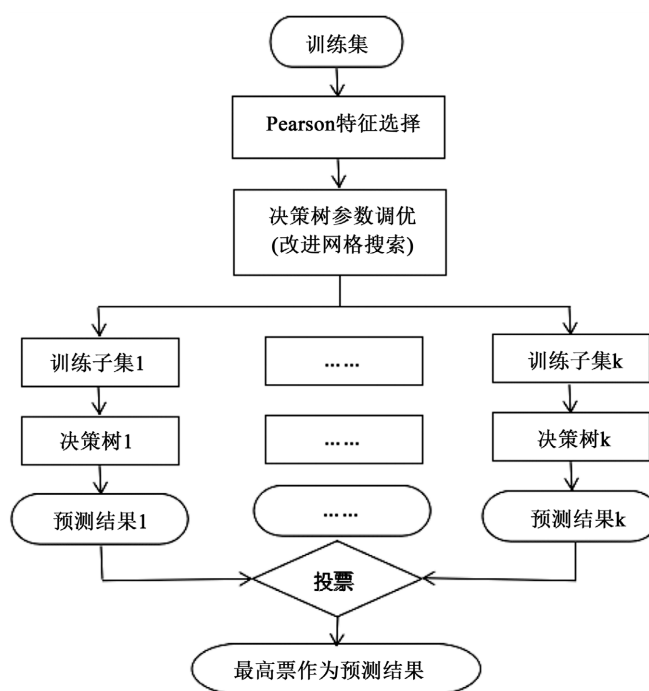 训练集
Pearson特征选择
决策树参数调优
(改进网格搜索)
训练子集1
……
训练子集k
决策树1
……
决策树k
预测结果1
……
预测结果k
投票
最高票作为预测结果